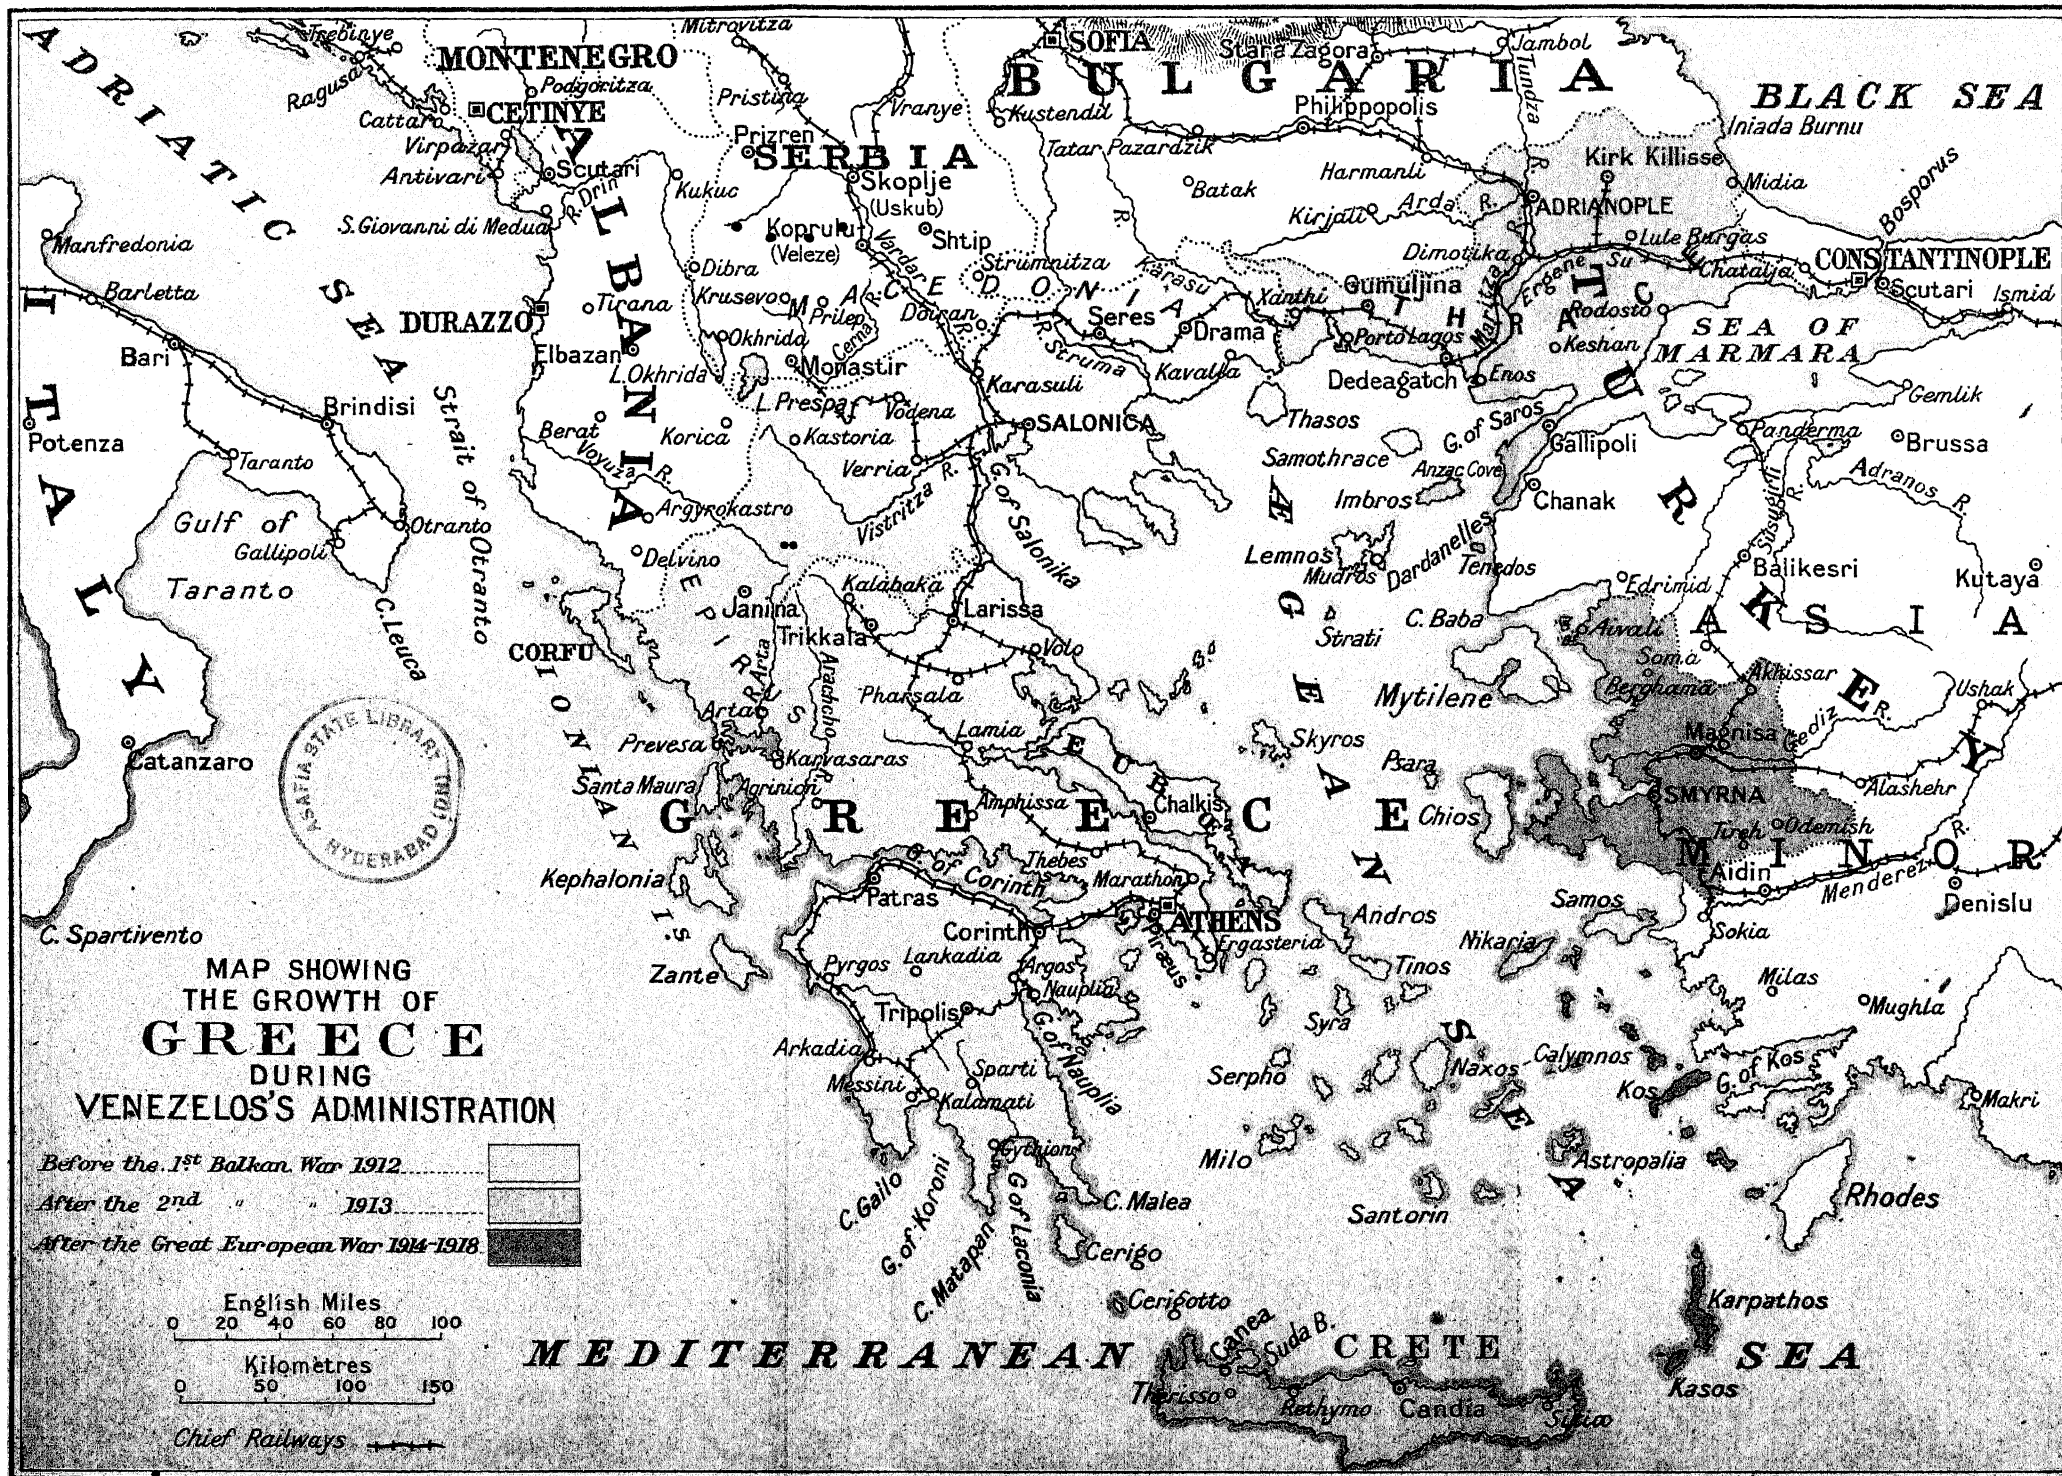 ADRIATIC SEA
Trebinye
Ragusa
MONTENEGRO
Podgoritza
CETINYE
Cattaro
Virpazar
Antivari
Scutari
R. Drin
S. Giovanni di Medua
Mitrovitza
Pristina
Prizren
Vranye
SERBIA
Skoplje
(Uskub)
Kukuc
Koprulu
(Veleze)
Shtip
SOFIA
Kustendil
BULGARIA
Stara Zagora
Jambol
Tundza R.
Philippopolis
Tatar Pazardzik
Batak
Harmanli
Kirjali
Arda R.
BLACK SEA
Iniada Burnu
Kirk Killisse
Midia
Bosporus
ADRIANOPLE
Dimotika
Lule Burgas
Ergene Su
Chatalja
CONSTANTINOPLE
Scutari
Ismid
Rodosto
SEA OF
MARMARA
Keshan
Enos
THRACE
Maritza R.
Gumuljina
Xanthi
Porto Lagos
Dedeagatch
Karasu R.
Strumnitza
MACEDONIA
Vardar R.
Doiran
Seres
Drama
R. Struma
Kavalla
Thasos
Samothrace
G. of Saros
Gallipoli
Anzac Cove
Imbros
Chanak
Dardanelles
Lemnos
Mudros
Tenedos
Strati
C. Baba
Edrimid
Gemlik
Panderma
Brussa
Adranos R.
Susugirli R.
Balikesri
Kutaya
TURKEY
ASIA
MINOR
Aivali
Soma
Berghama
Akhissar
Ushak
Magnisa
Gediz R.
Alashehr
SMYRNA
Tireh
Odemish
Aidin
Menderez R.
Denislu
Sokia
Milas
Mughla
Makri
G. of Kos
Manfredonia
Barletta
Bari
ITALY
Potenza
Brindisi
Taranto
Gulf of
Taranto
Gallipoli
Otranto
Strait of Otranto
C. Leuca
Catanzaro
C. Spartivento
ALBANIA
Dibra
Tirana
DURAZZO
Elbazan
Krusevo
Prilep
Cerna R.
Okhrida
L. Okhrida
Monastir
L. Prespa
Vodena
Karasuli
SALONICA
Berat
Voyuza R.
Korica
Kastoria
Verria
Vistritza R.
G. of Salonika
Argyrokastro
Delvino
EPIRUS
Janina
Kalabaka
Trikkala
Larissa
Volo
Pharsala
CORFU
IONIAN IS.
R. Arta
Arachoho
Arta
Prevesa
Karvasaras
Santa Maura
Agrinion
Lamia
Amphissa
GREECE
EUBOEA
Chalkis
Thebes
Marathon
ATHENS
Piraeus
Ergasteria
G. of Corinth
Patras
Corinth
Kephalonia
Zante
Pyrgos
Lankadia
Argos
Nauplia
G. of Nauplia
Tripolis
Arkadia
Sparti
Messini
Kalamati
Gythion
C. Gallo
G. of Koroni
C. Matapan
G. of Laconia
C. Malea
Cerigo
Cerigotto
ÆGEAN SEA
Mytilene
Skyros
Psara
Chios
Andros
Tinos
Samos
Nikaria
Syra
Serpho
Naxos
Calymnos
Kos
Milo
Astropalia
Santorin
Rhodes
Karpathos
Kasos
MEDITERRANEAN SEA
CRETE
Canea
Suda B.
Therisso
Rethymo
Candia
Sitia
ASAFIA STATE LIBRARY
HYDERABAD
MAP SHOWING
THE GROWTH OF
GREECE
DURING
VENEZELOS'S ADMINISTRATION
Before the 1st Balkan War 1912
After the 2nd " " 1913
After the Great European War 1914-1918
English Miles
0 20 40 60 80 100
Kilometres
0 50 100 150
Chief Railways